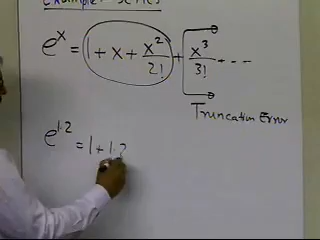 Example: Series
e^x = 1 + x + x²/2! + x³/3! + ---
Truncation Error
e^1.2 = 1 + 1.2